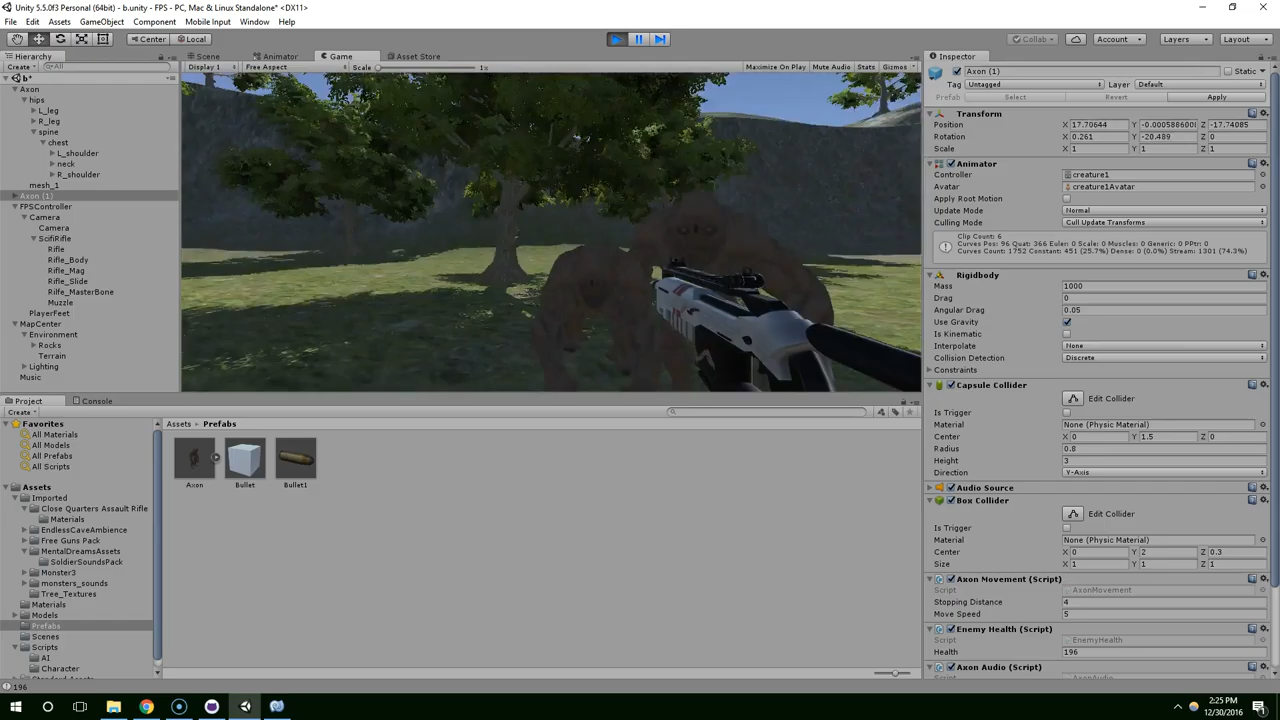 Unity 5.5.0f3 Personal (64bit) - b.unity - FPS - PC, Mac & Linux Standalone* <DX11>
File Edit Assets GameObject Component Mobile Input Window Help
Center Local Collab Account Layers Layout
Hierarchy Scene Animator Game Asset Store Inspector
Create All Display 1 Free Aspect Scale 1x Maximize On Play Mute Audio Stats Gizmos
Axon (1) Static
b*
Tag Untagged Layer Default
Axon
Prefab Select Revert Apply
hips
L_leg
Transform
R_leg
Position X 17.70644 Y -0.0005886008 Z -17.74085
spine
Rotation X 0.261 Y -20.489 Z 0
chest
Scale X 1 Y 1 Z 1
L_shoulder
Animator
neck
Controller creature1
R_shoulder
mesh_1
Avatar creature1Avatar
Axon (1)
Apply Root Motion
FPSController
Update Mode Normal
Camera
Culling Mode Cull Update Transforms
Camera
ScifiRifle
Clip Count: 6
Curves Pos: 96 Quat: 366 Euler: 0 Scale: 0 Muscles: 0 Generic: 0 PPtr: 0
Curves Count: 1752 Constant: 451 (25.7%) Dense: 0 (0.0%) Stream: 1301 (74.3%)
Rifle
Rifle_Body
Rifle_Mag
Rifle_Slide
Rilfe_MasterBone
Muzzle
PlayerFeet
MapCenter
Environment
Rocks
Terrain
Lighting
Music
Rigidbody
Mass 1000
Drag 0
Angular Drag 0.05
Use Gravity
Is Kinematic
Interpolate None
Collision Detection Discrete
Constraints
Capsule Collider
Edit Collider
Is Trigger
Material None (Physic Material)
Center X 0 Y 1.5 Z 0
Radius 0.8
Height 3
Direction Y-Axis
Audio Source
Box Collider
Edit Collider
Is Trigger
Material None (Physic Material)
Center X 0 Y 2 Z 0.3
Size X 1 Y 1 Z 1
Axon Movement (Script)
Script AxonMovement
Stopping Distance 4
Move Speed 5
Enemy Health (Script)
Script EnemyHealth
Health 196
Axon Audio (Script)
Script AxonAudio
Project Console
Create
Favorites
All Materials
All Models
All Prefabs
All Scripts
Assets
Imported
Close Quarters Assault Rifle
Materials
EndlessCaveAmbience
Free Guns Pack
MentalDreamsAssets
SoldierSoundsPack
Monster3
monsters_sounds
Tree_Textures
Materials
Models
Prefabs
Scenes
Scripts
AI
Character
Standard Assets
Assets Prefabs
Axon Bullet Bullet1
196
2:25 PM
12/30/2016